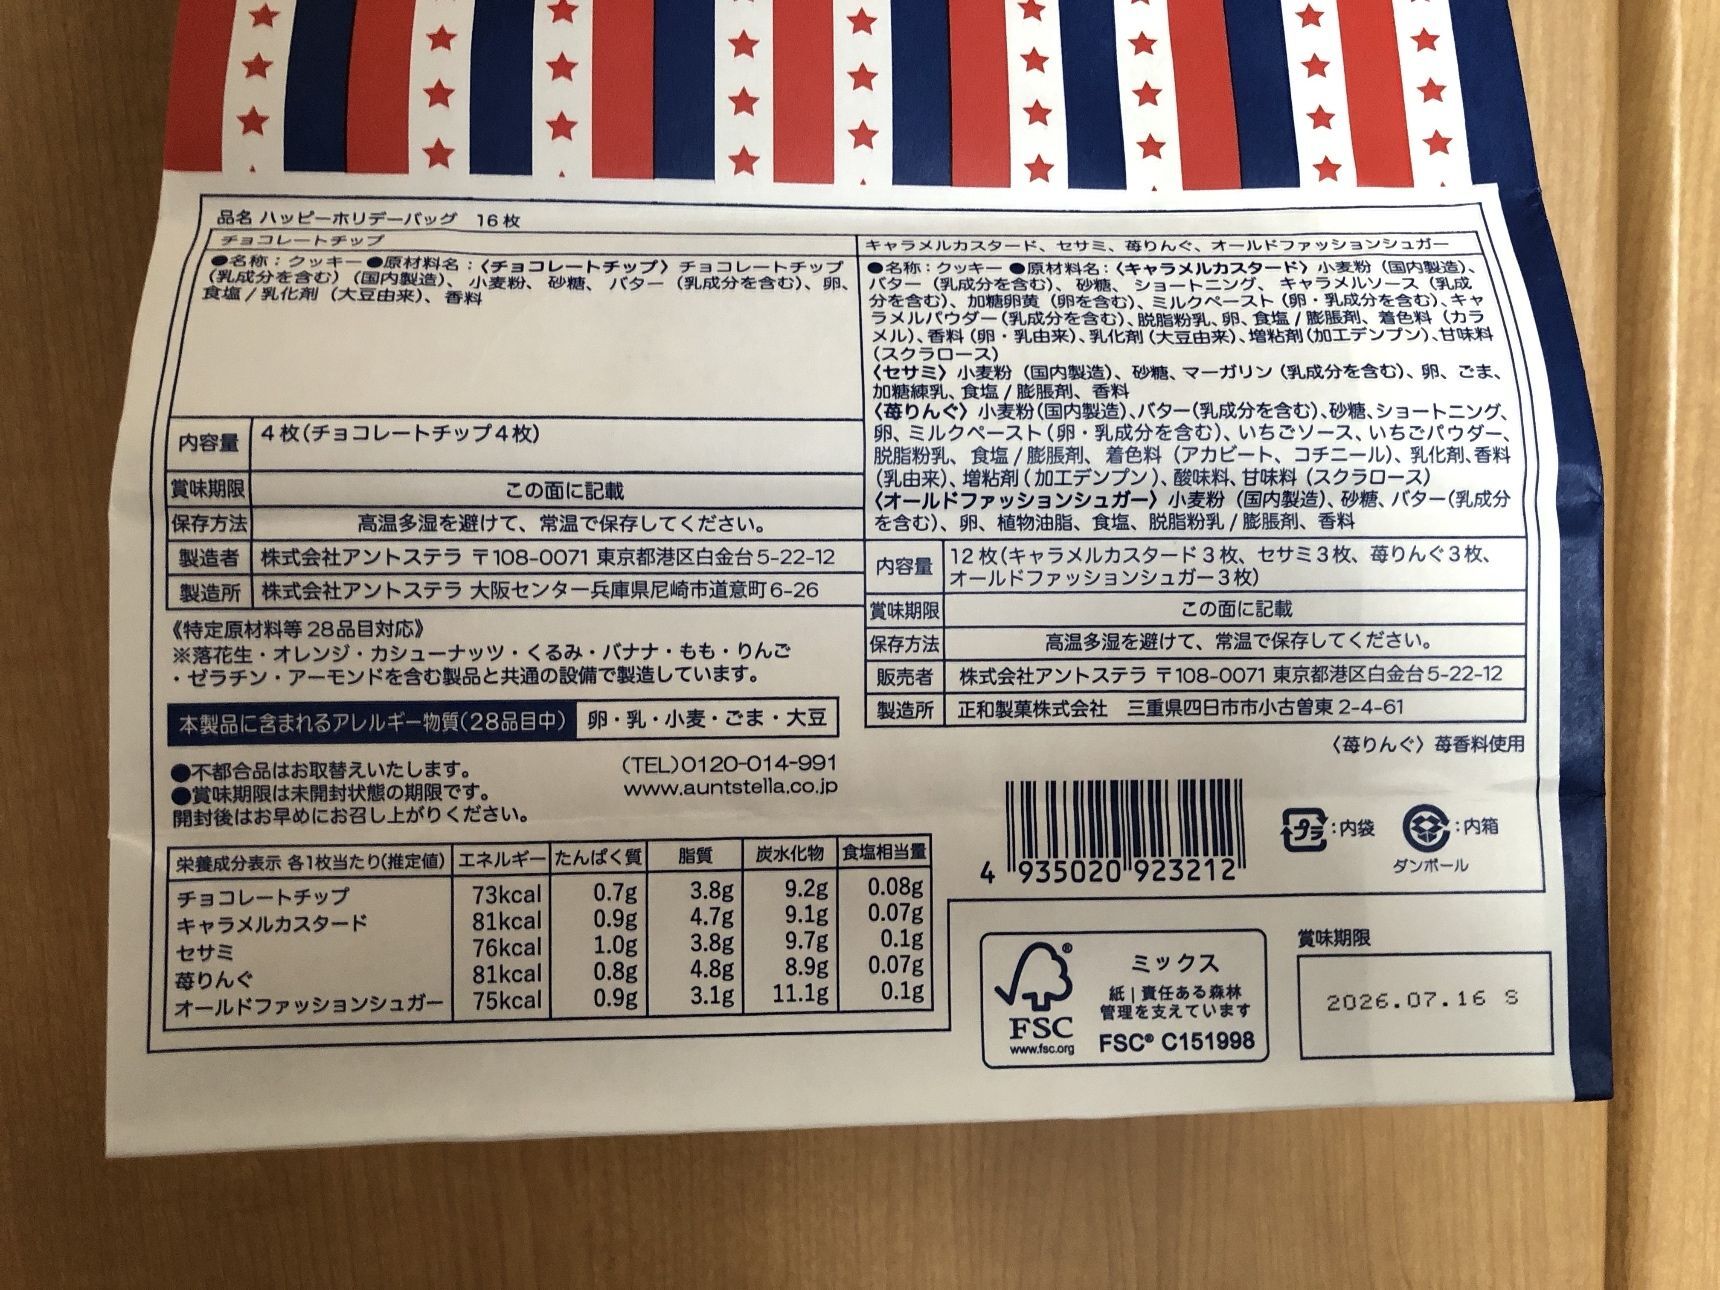 品名 ハッピーホリデーバッグ 16枚
チョコレートチップ
●名称：クッキー ●原材料名：〈チョコレートチップ〉チョコレートチップ
（乳成分を含む）（国内製造）、小麦粉、砂糖、バター（乳成分を含む）、卵、
食塩 / 乳化剤（大豆由来）、香料
内容量 4枚（チョコレートチップ4枚）
賞味期限 この面に記載
保存方法 高温多湿を避けて、常温で保存してください。
製造者 株式会社アントステラ 〒108-0071 東京都港区白金台5-22-12
製造所 株式会社アントステラ 大阪センター兵庫県尼崎市道意町6-26
キャラメルカスタード、セサミ、苺りんぐ、オールドファッションシュガー
●名称：クッキー ●原材料名：〈キャラメルカスタード〉小麦粉（国内製造）、
バター（乳成分を含む）、砂糖、ショートニング、キャラメルソース（乳成
分を含む）、加糖卵黄（卵を含む）、ミルクペースト（卵・乳成分を含む）、キャ
ラメルパウダー（乳成分を含む）、脱脂粉乳、卵、食塩 / 膨脹剤、着色料（カラ
メル）、香料（卵・乳由来）、乳化剤（大豆由来）、増粘剤（加工デンプン）、甘味料
（スクラロース）
〈セサミ〉小麦粉（国内製造）、砂糖、マーガリン（乳成分を含む）、卵、ごま、
加糖練乳、食塩 / 膨脹剤、香料
〈苺りんぐ〉小麦粉（国内製造）、バター（乳成分を含む）、砂糖、ショートニング、
卵、ミルクペースト（卵・乳成分を含む）、いちごソース、いちごパウダー、
脱脂粉乳、食塩 / 膨脹剤、着色料（アカビート、コチニール）、乳化剤、香料
（乳由来）、増粘剤（加工デンプン）、酸味料、甘味料（スクラロース）
〈オールドファッションシュガー〉小麦粉（国内製造）、砂糖、バター（乳成分
を含む）、卵、植物油脂、食塩、脱脂粉乳 / 膨脹剤、香料
内容量 12枚（キャラメルカスタード3枚、セサミ3枚、苺りんぐ3枚、
オールドファッションシュガー3枚）
賞味期限 この面に記載
保存方法 高温多湿を避けて、常温で保存してください。
販売者 株式会社アントステラ 〒108-0071 東京都港区白金台5-22-12
製造所 正和製菓株式会社 三重県四日市市小古曽東2-4-61
《特定原材料等28品目対応》
※落花生・オレンジ・カシューナッツ・くるみ・バナナ・もも・りんご
・ゼラチン・アーモンドを含む製品と共通の設備で製造しています。
本製品に含まれるアレルギー物質（28品目中） 卵・乳・小麦・ごま・大豆
●不都合品はお取替えいたします。
●賞味期限は未開封状態の期限です。
開封後はお早めにお召し上がりください。
（TEL）0120-014-991
www.auntstella.co.jp
〈苺りんぐ〉苺香料使用
4 935020 923212
プラ：内袋
：内箱
ダンボール
栄養成分表示 各1枚当たり（推定値） エネルギー たんぱく質 脂質 炭水化物 食塩相当量
チョコレートチップ 73kcal 0.7g 3.8g 9.2g 0.08g
キャラメルカスタード 81kcal 0.9g 4.7g 9.1g 0.07g
セサミ 76kcal 1.0g 3.8g 9.7g 0.1g
苺りんぐ 81kcal 0.8g 4.8g 8.9g 0.07g
オールドファッションシュガー 75kcal 0.9g 3.1g 11.1g 0.1g
®
FSC
www.fsc.org
ミックス
紙｜責任ある森林
管理を支えています
FSC® C151998
賞味期限
2026.07.16 S